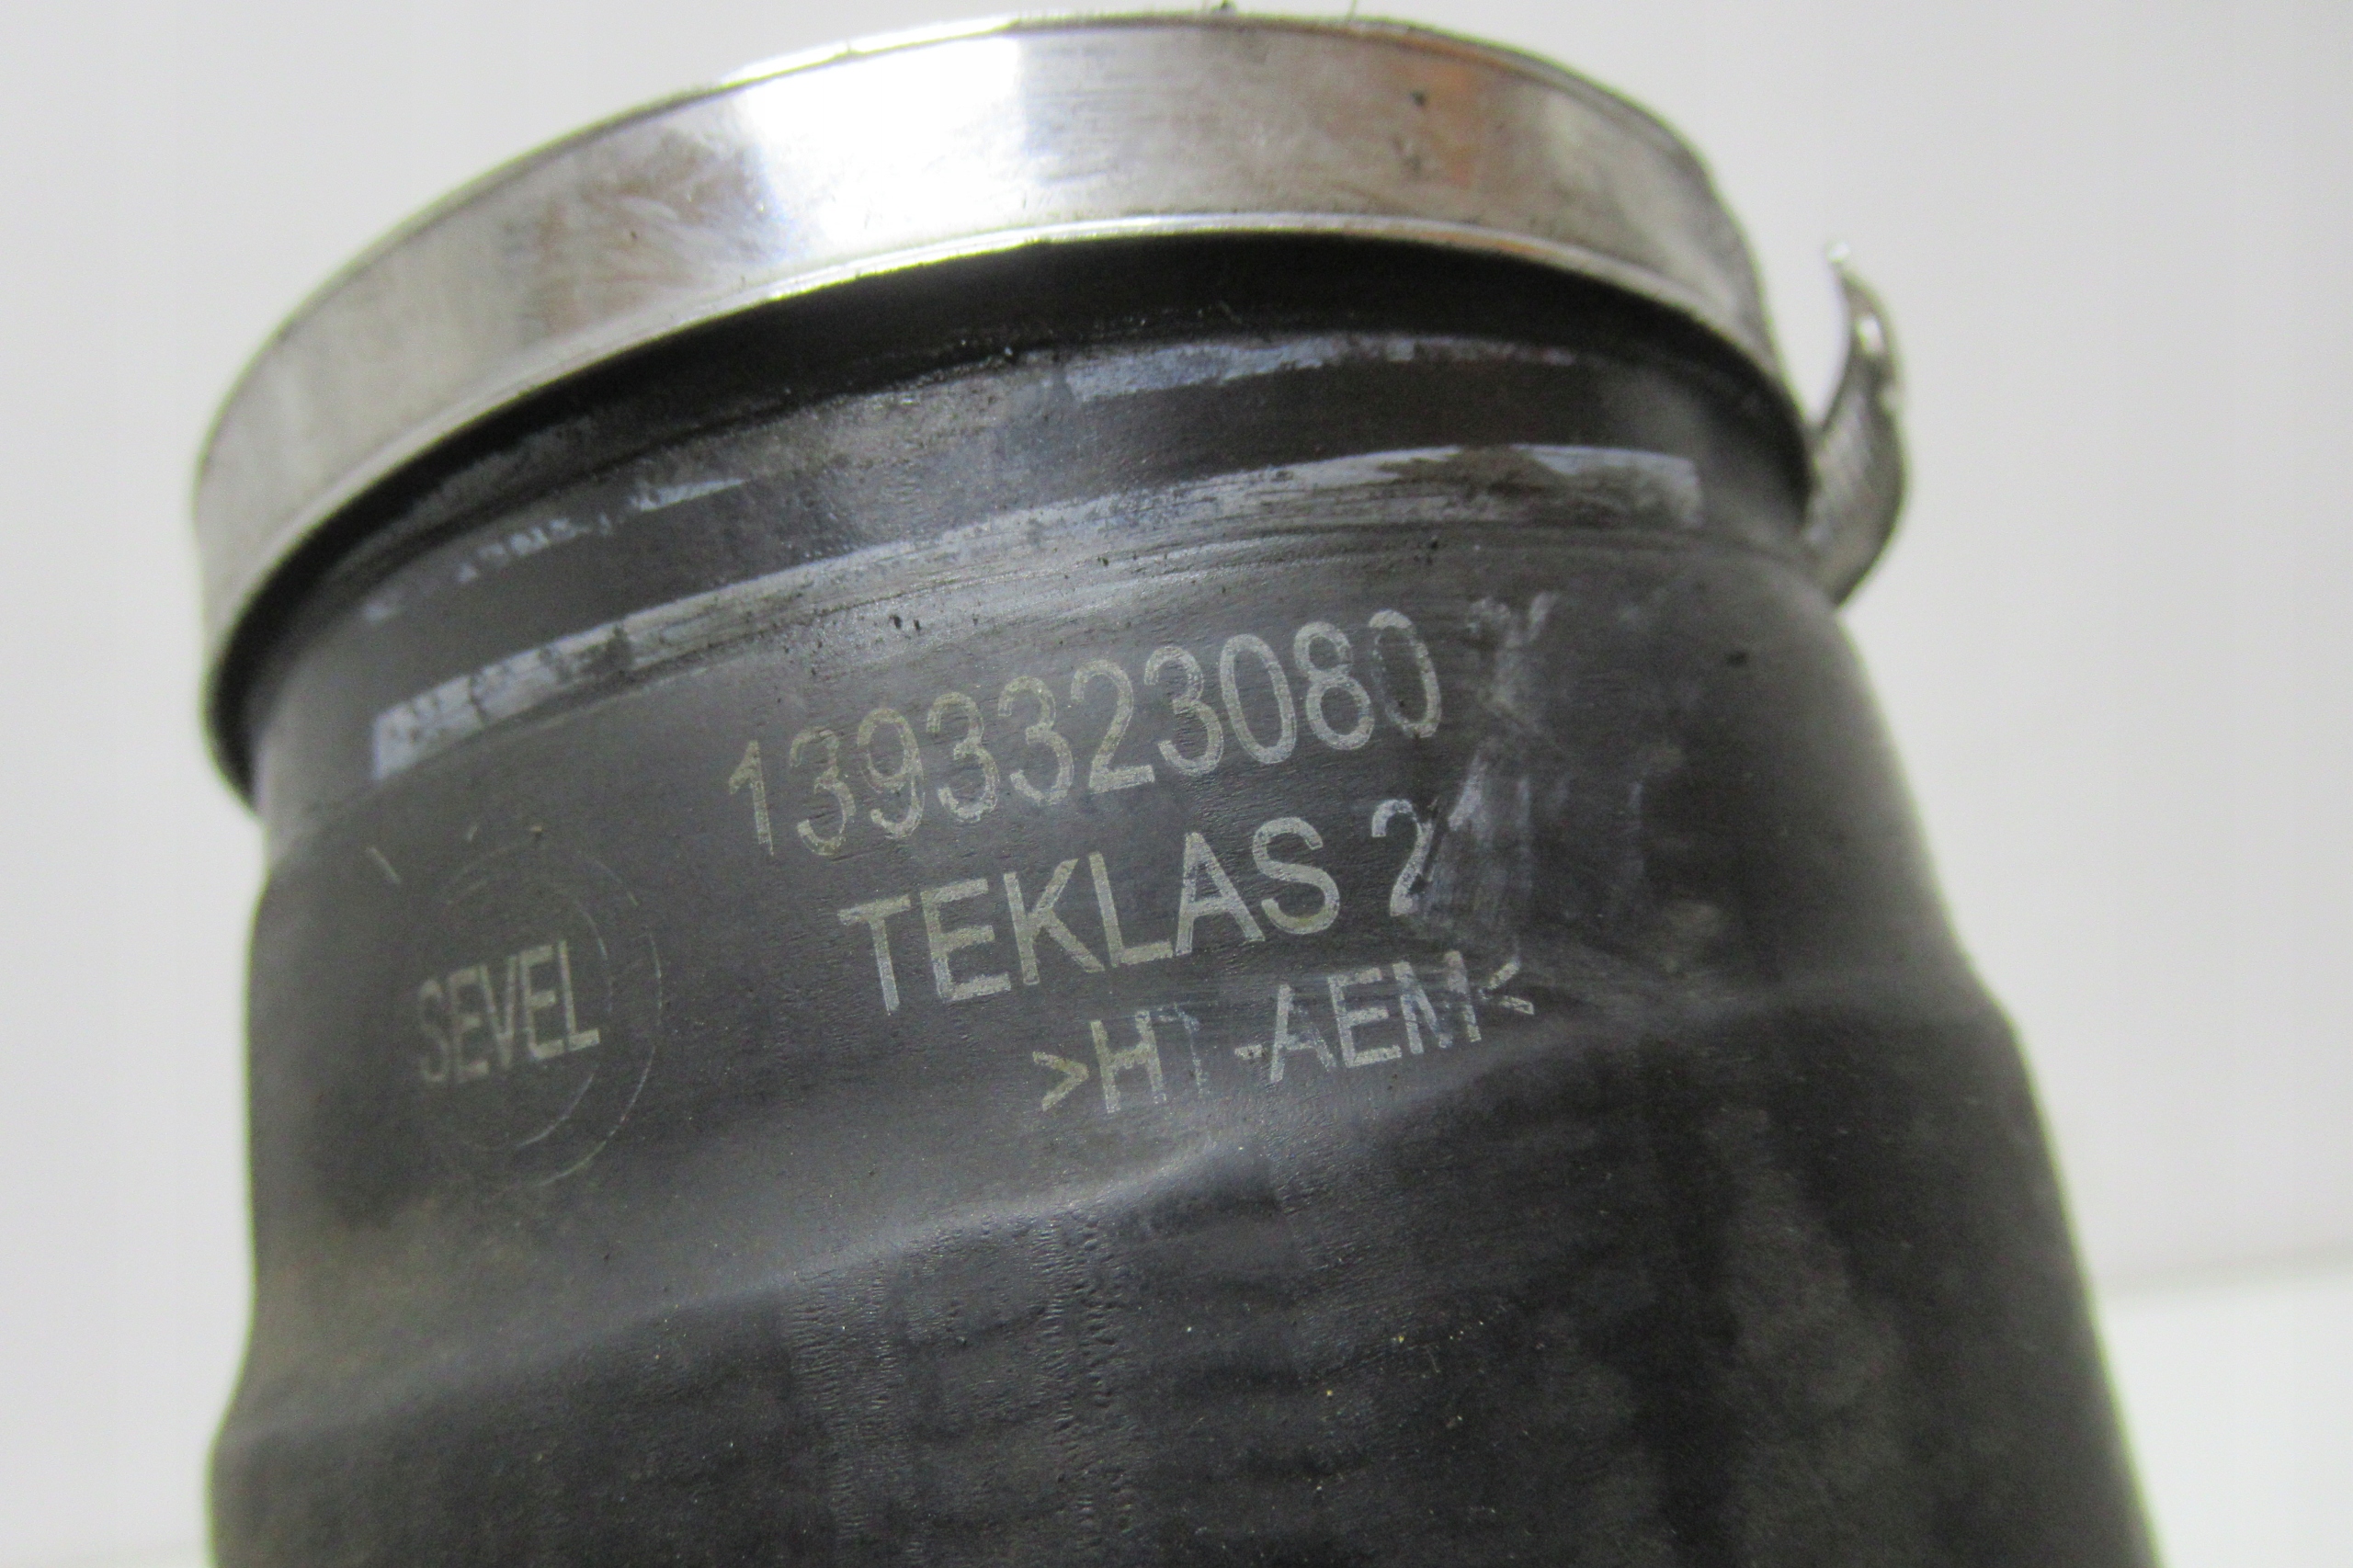 1393323080
TEKLAS 2
>HT-AEM<
SEVEL